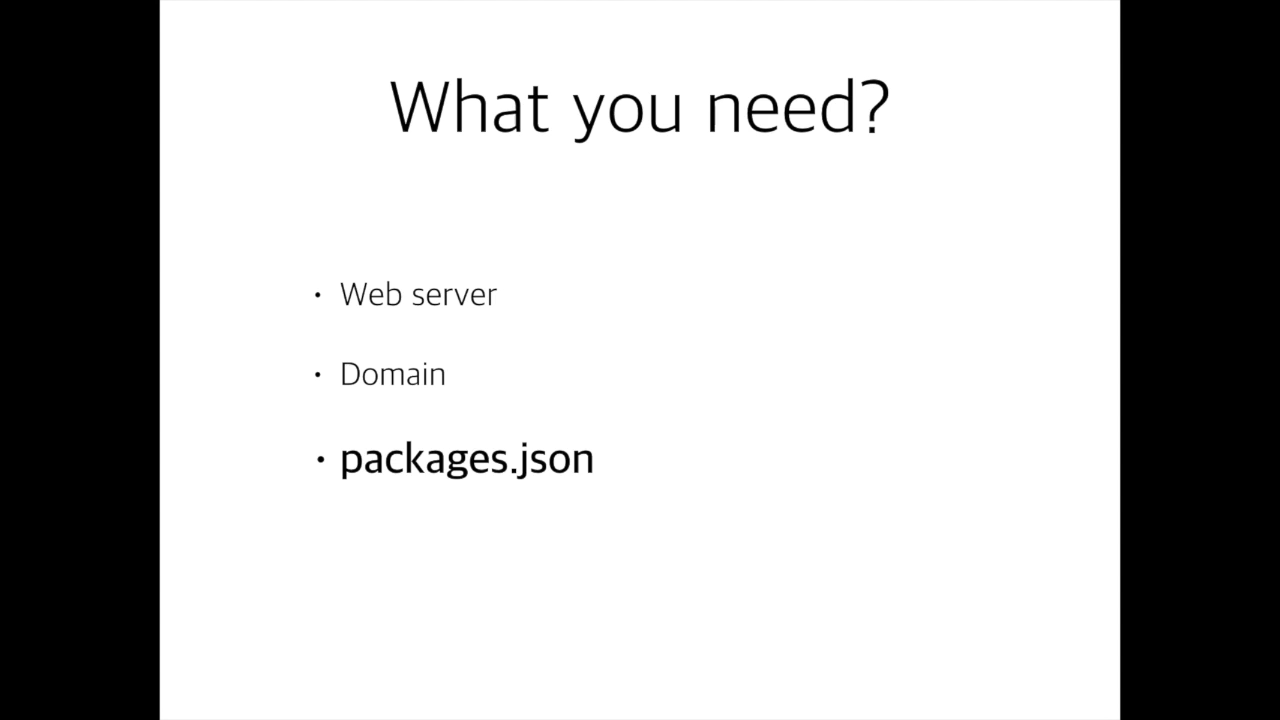 What you need?
• Web server
• Domain
• packages.json